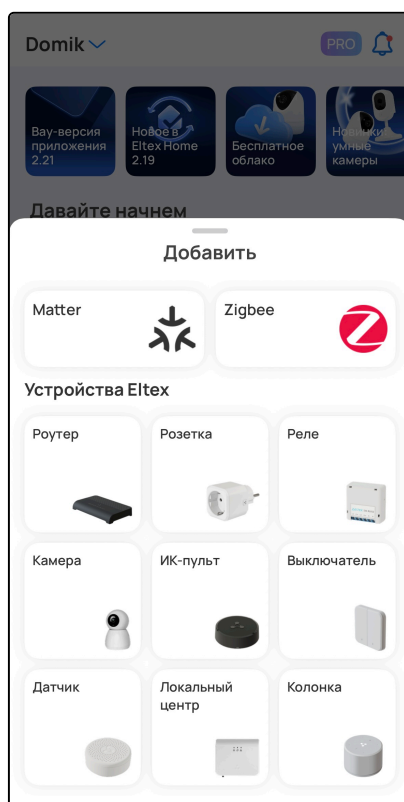 Domik
PRO
Вау-версия
приложения
2.21
Новое в
Eltex Home
2.19
Бесплатное
облако
Новинки
умные
камеры
Давайте начнем
Добавить
Matter
Zigbee
Устройства Eltex
Роутер
Розетка
Реле
Камера
ИК-пульт
Выключатель
Датчик
Локальный
центр
Колонка